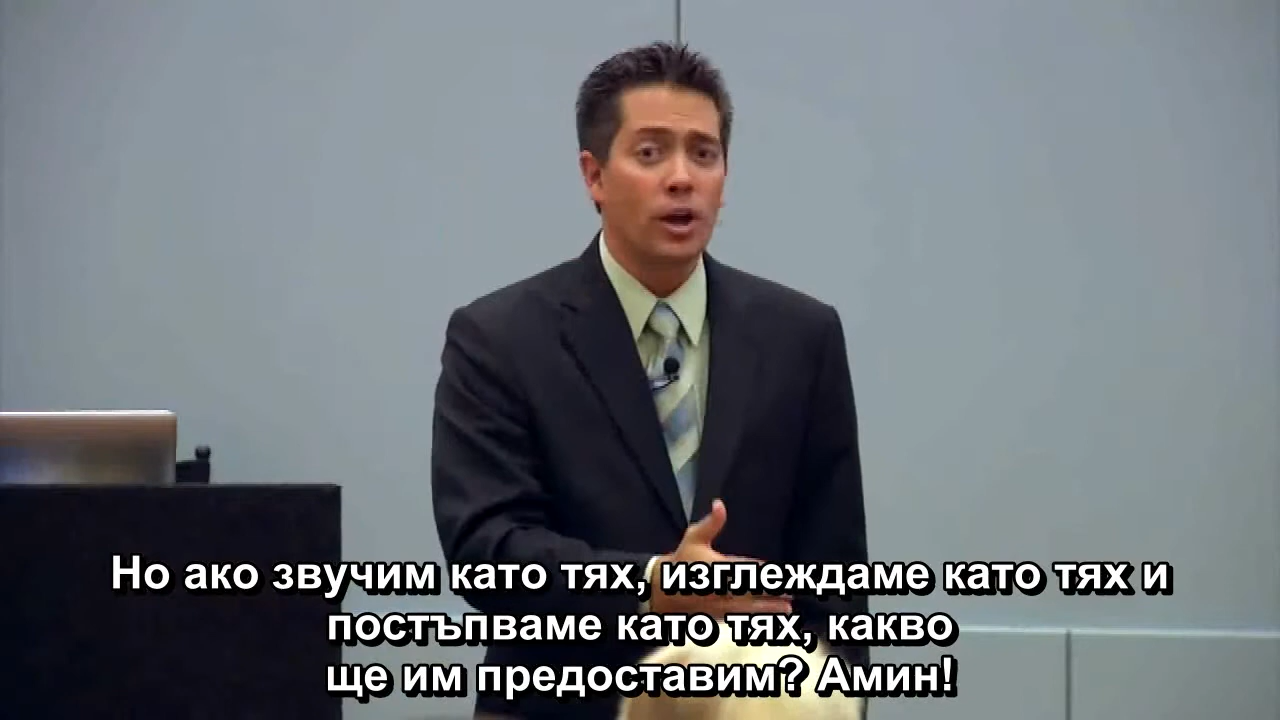 Но ако звучим като тях, изглеждаме като тях и
постъпваме като тях, какво
ще им предоставим? Амин!